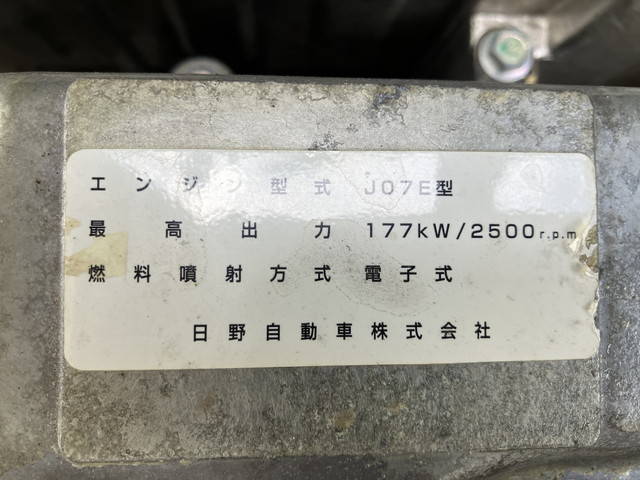 エンジン型式 J07E型
最高出力 177kW/2500r.p.m
燃料噴射方式 電子式
日野自動車株式会社